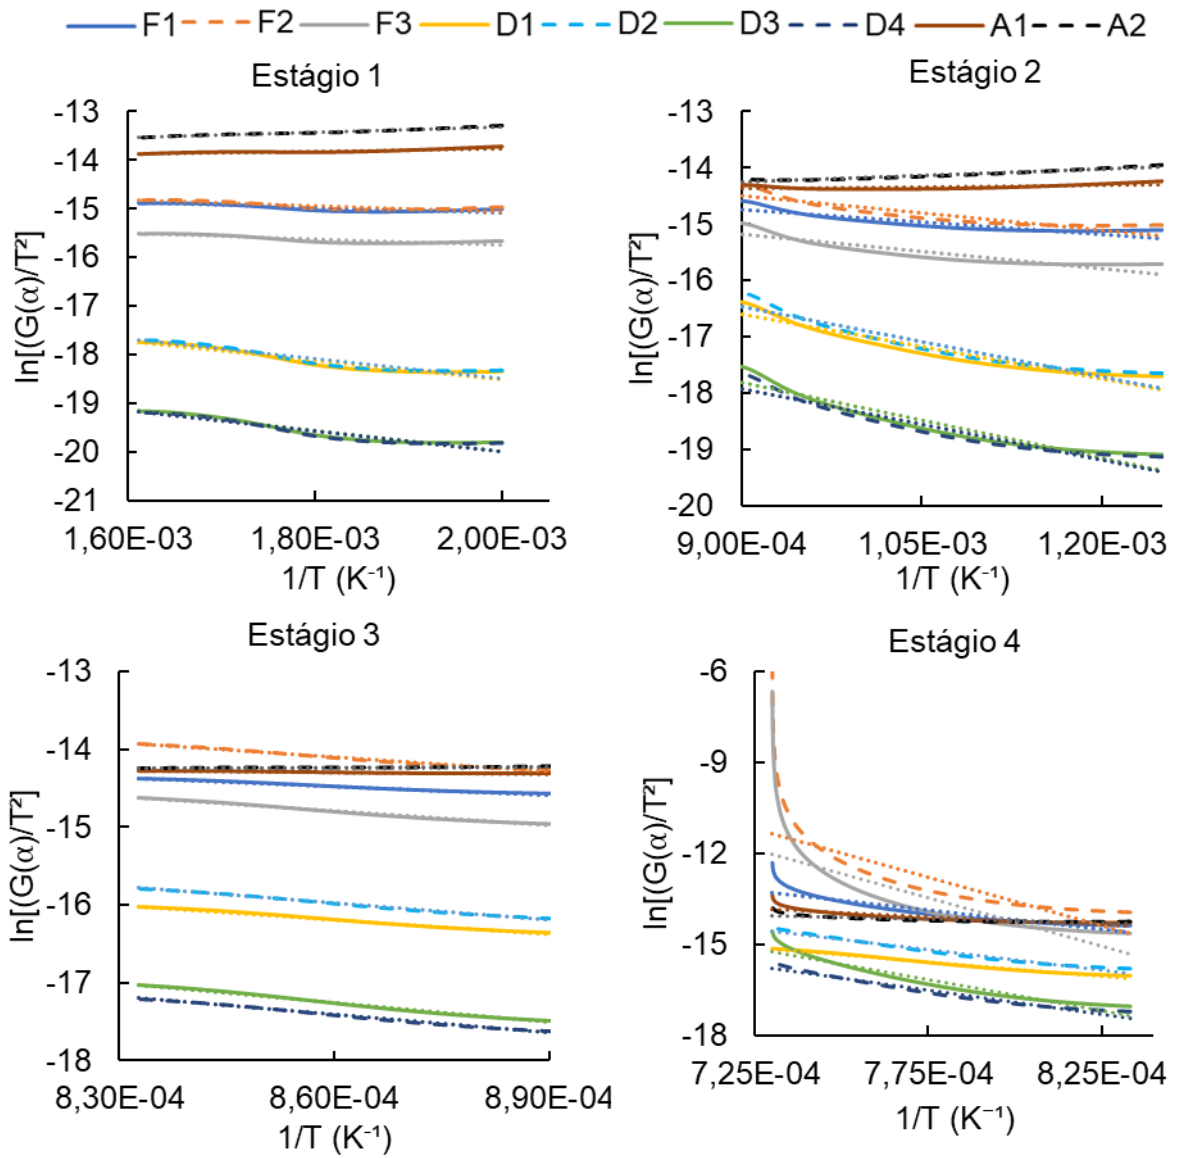 F1 F2 F3 D1 D2 D3 D4 A1 A2
Estágio 1
-13
-14
-15
-16
-17
-18
-19
-20
-21
ln[(G(α)/T²]
1,60E-03 1,80E-03 2,00E-03
1/T (K⁻¹)
Estágio 2
-13
-14
-15
-16
-17
-18
-19
-20
ln[(G(α)/T²]
9,00E-04 1,05E-03 1,20E-03
1/T (K⁻¹)
Estágio 3
-13
-14
-15
-16
-17
-18
ln[(G(α)/T²]
8,30E-04 8,60E-04 8,90E-04
1/T (K⁻¹)
Estágio 4
-6
-9
-12
-15
-18
ln[(G(α)/T²]
7,25E-04 7,75E-04 8,25E-04
1/T (K⁻¹)